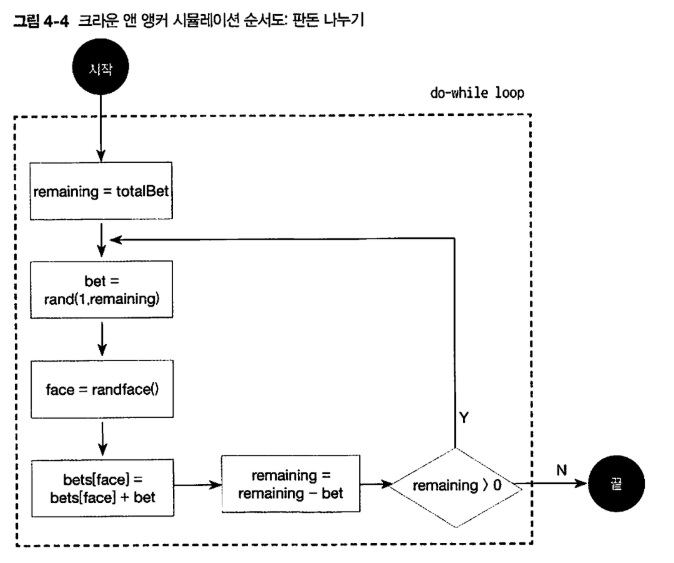 그림 4-4 크라운 앤 앵커 시뮬레이션 순서도: 판돈 나누기
시작
do-while loop
remaining = totalBet
bet =
rand(1,remaining)
face = randface()
bets[face] =
bets[face] + bet
remaining =
remaining - bet
remaining > 0
Y
N
끝